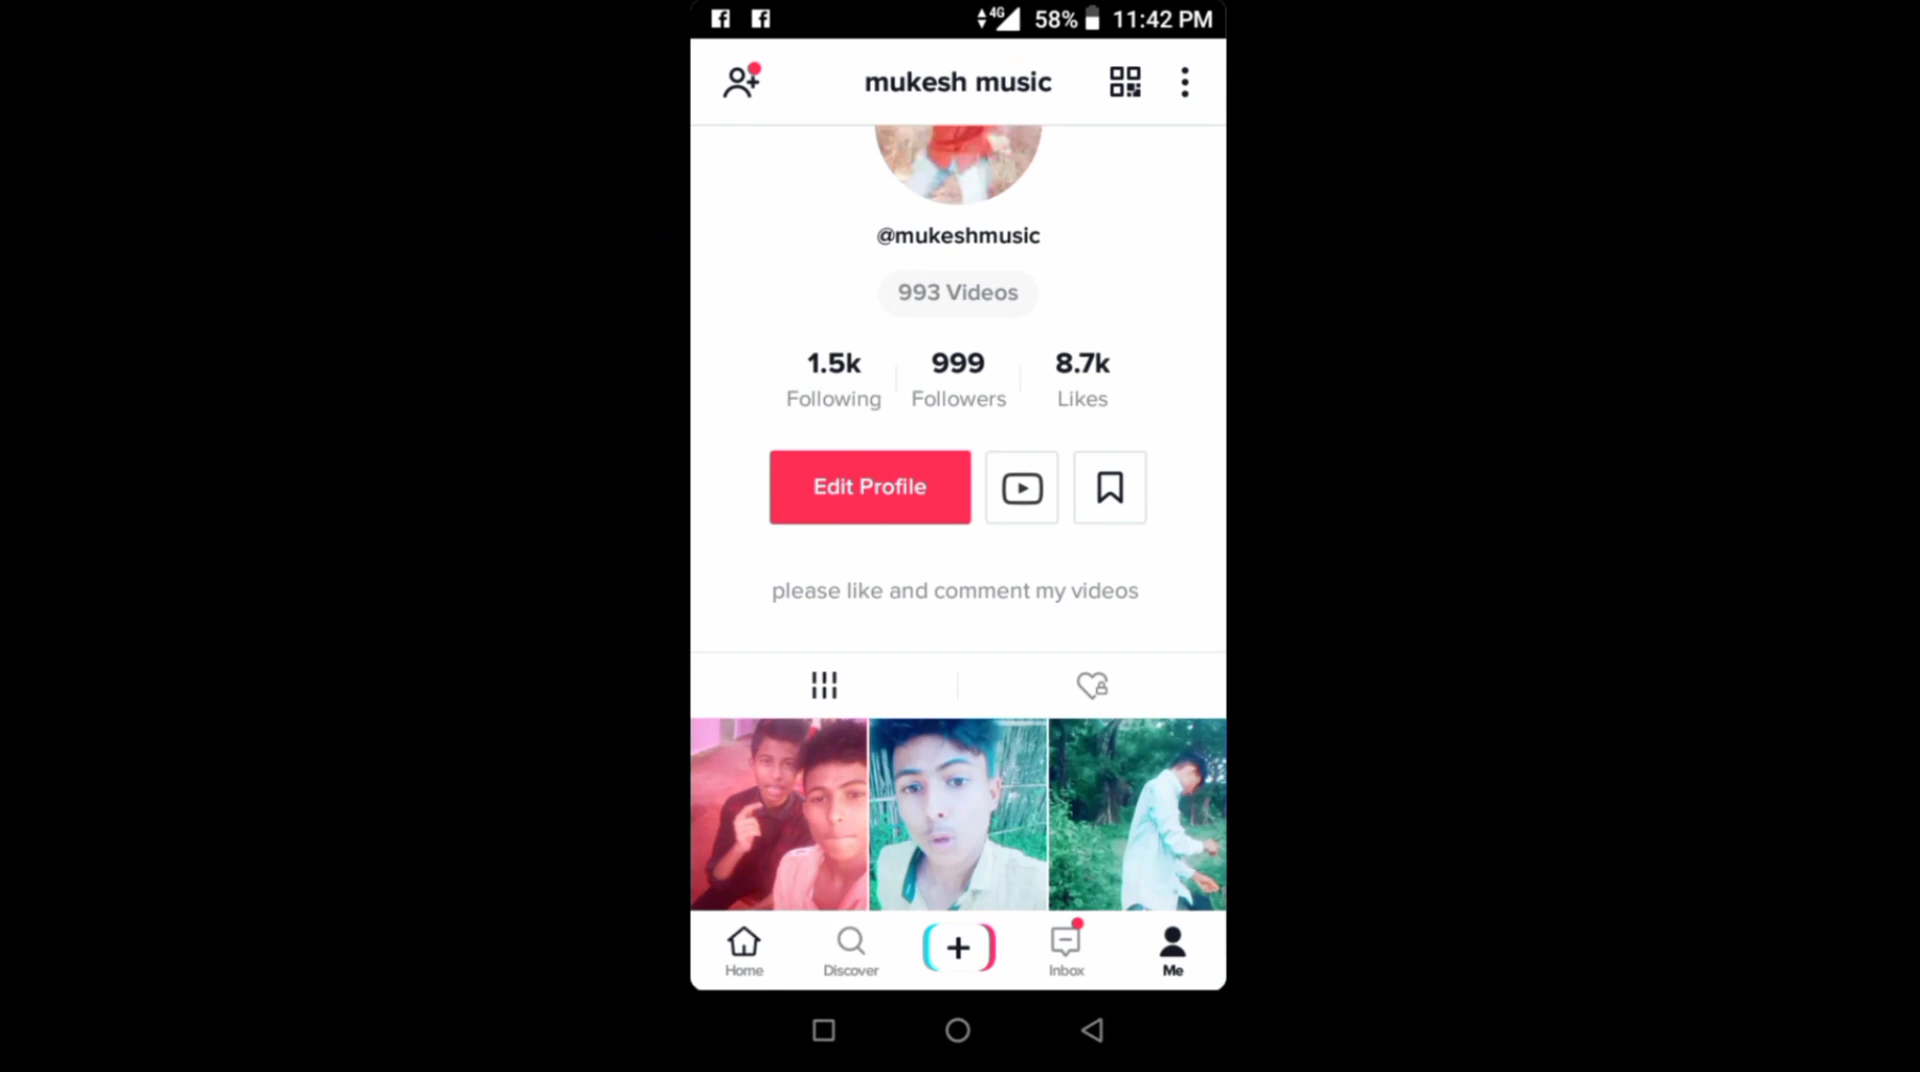 4G 58% 11:42 PM
mukesh music
@mukeshmusic
993 Videos
1.5k 999 8.7k
Following Followers Likes
Edit Profile
please like and comment my videos
Home Discover Inbox Me